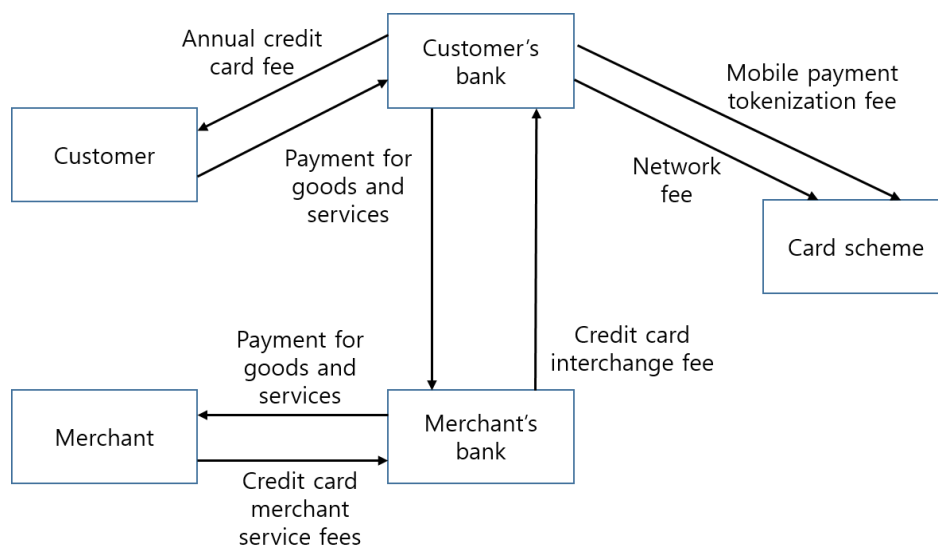 Annual credit
card fee
Customer's
bank
Mobile payment
tokenization fee
Customer
Payment for
goods and
services
Network
fee
Card scheme
Payment for
goods and
services
Credit card
interchange fee
Merchant
Merchant's
bank
Credit card
merchant
service fees